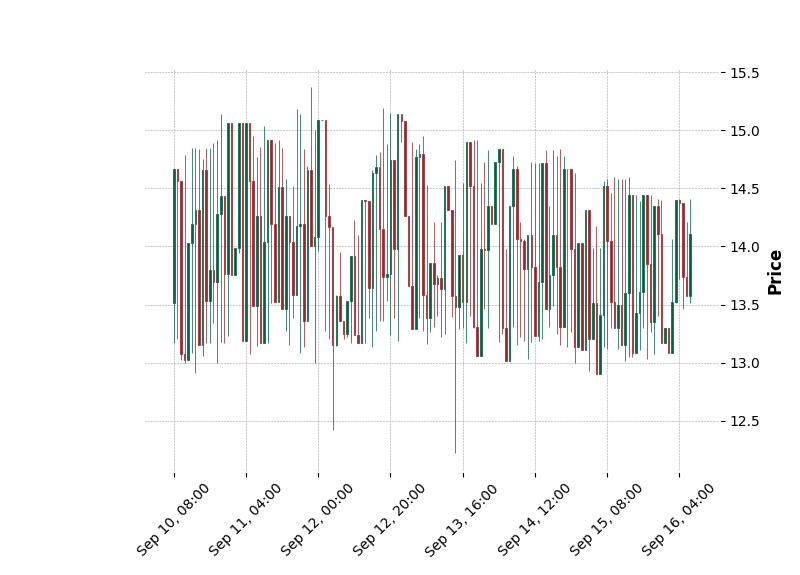 15.5
15.0
14.5
14.0
13.5
13.0
12.5
Price
Sep 10, 08:00
Sep 11, 04:00
Sep 12, 00:00
Sep 12, 20:00
Sep 13, 16:00
Sep 14, 12:00
Sep 15, 08:00
Sep 16, 04:00